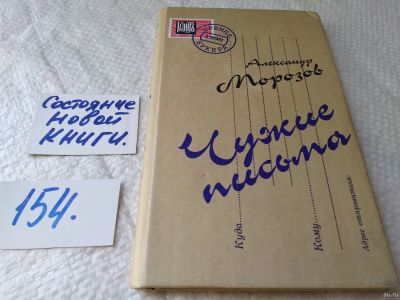 Состояние
новой
книги.
154.
Александр
Морозов
Чужие
письма
Куда
Кому
Адрес отправителя: